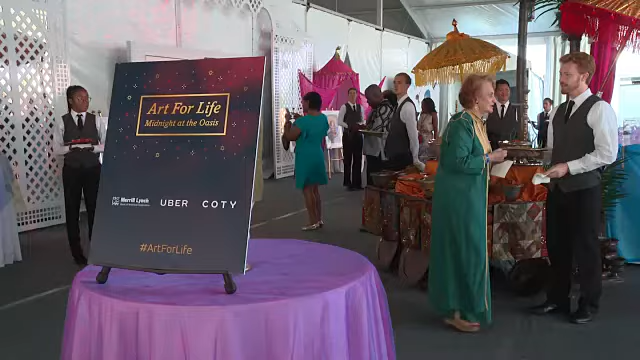 Art For Life
Midnight at the Oasis
Merrill Lynch
UBER
COTY
#ArtForLife